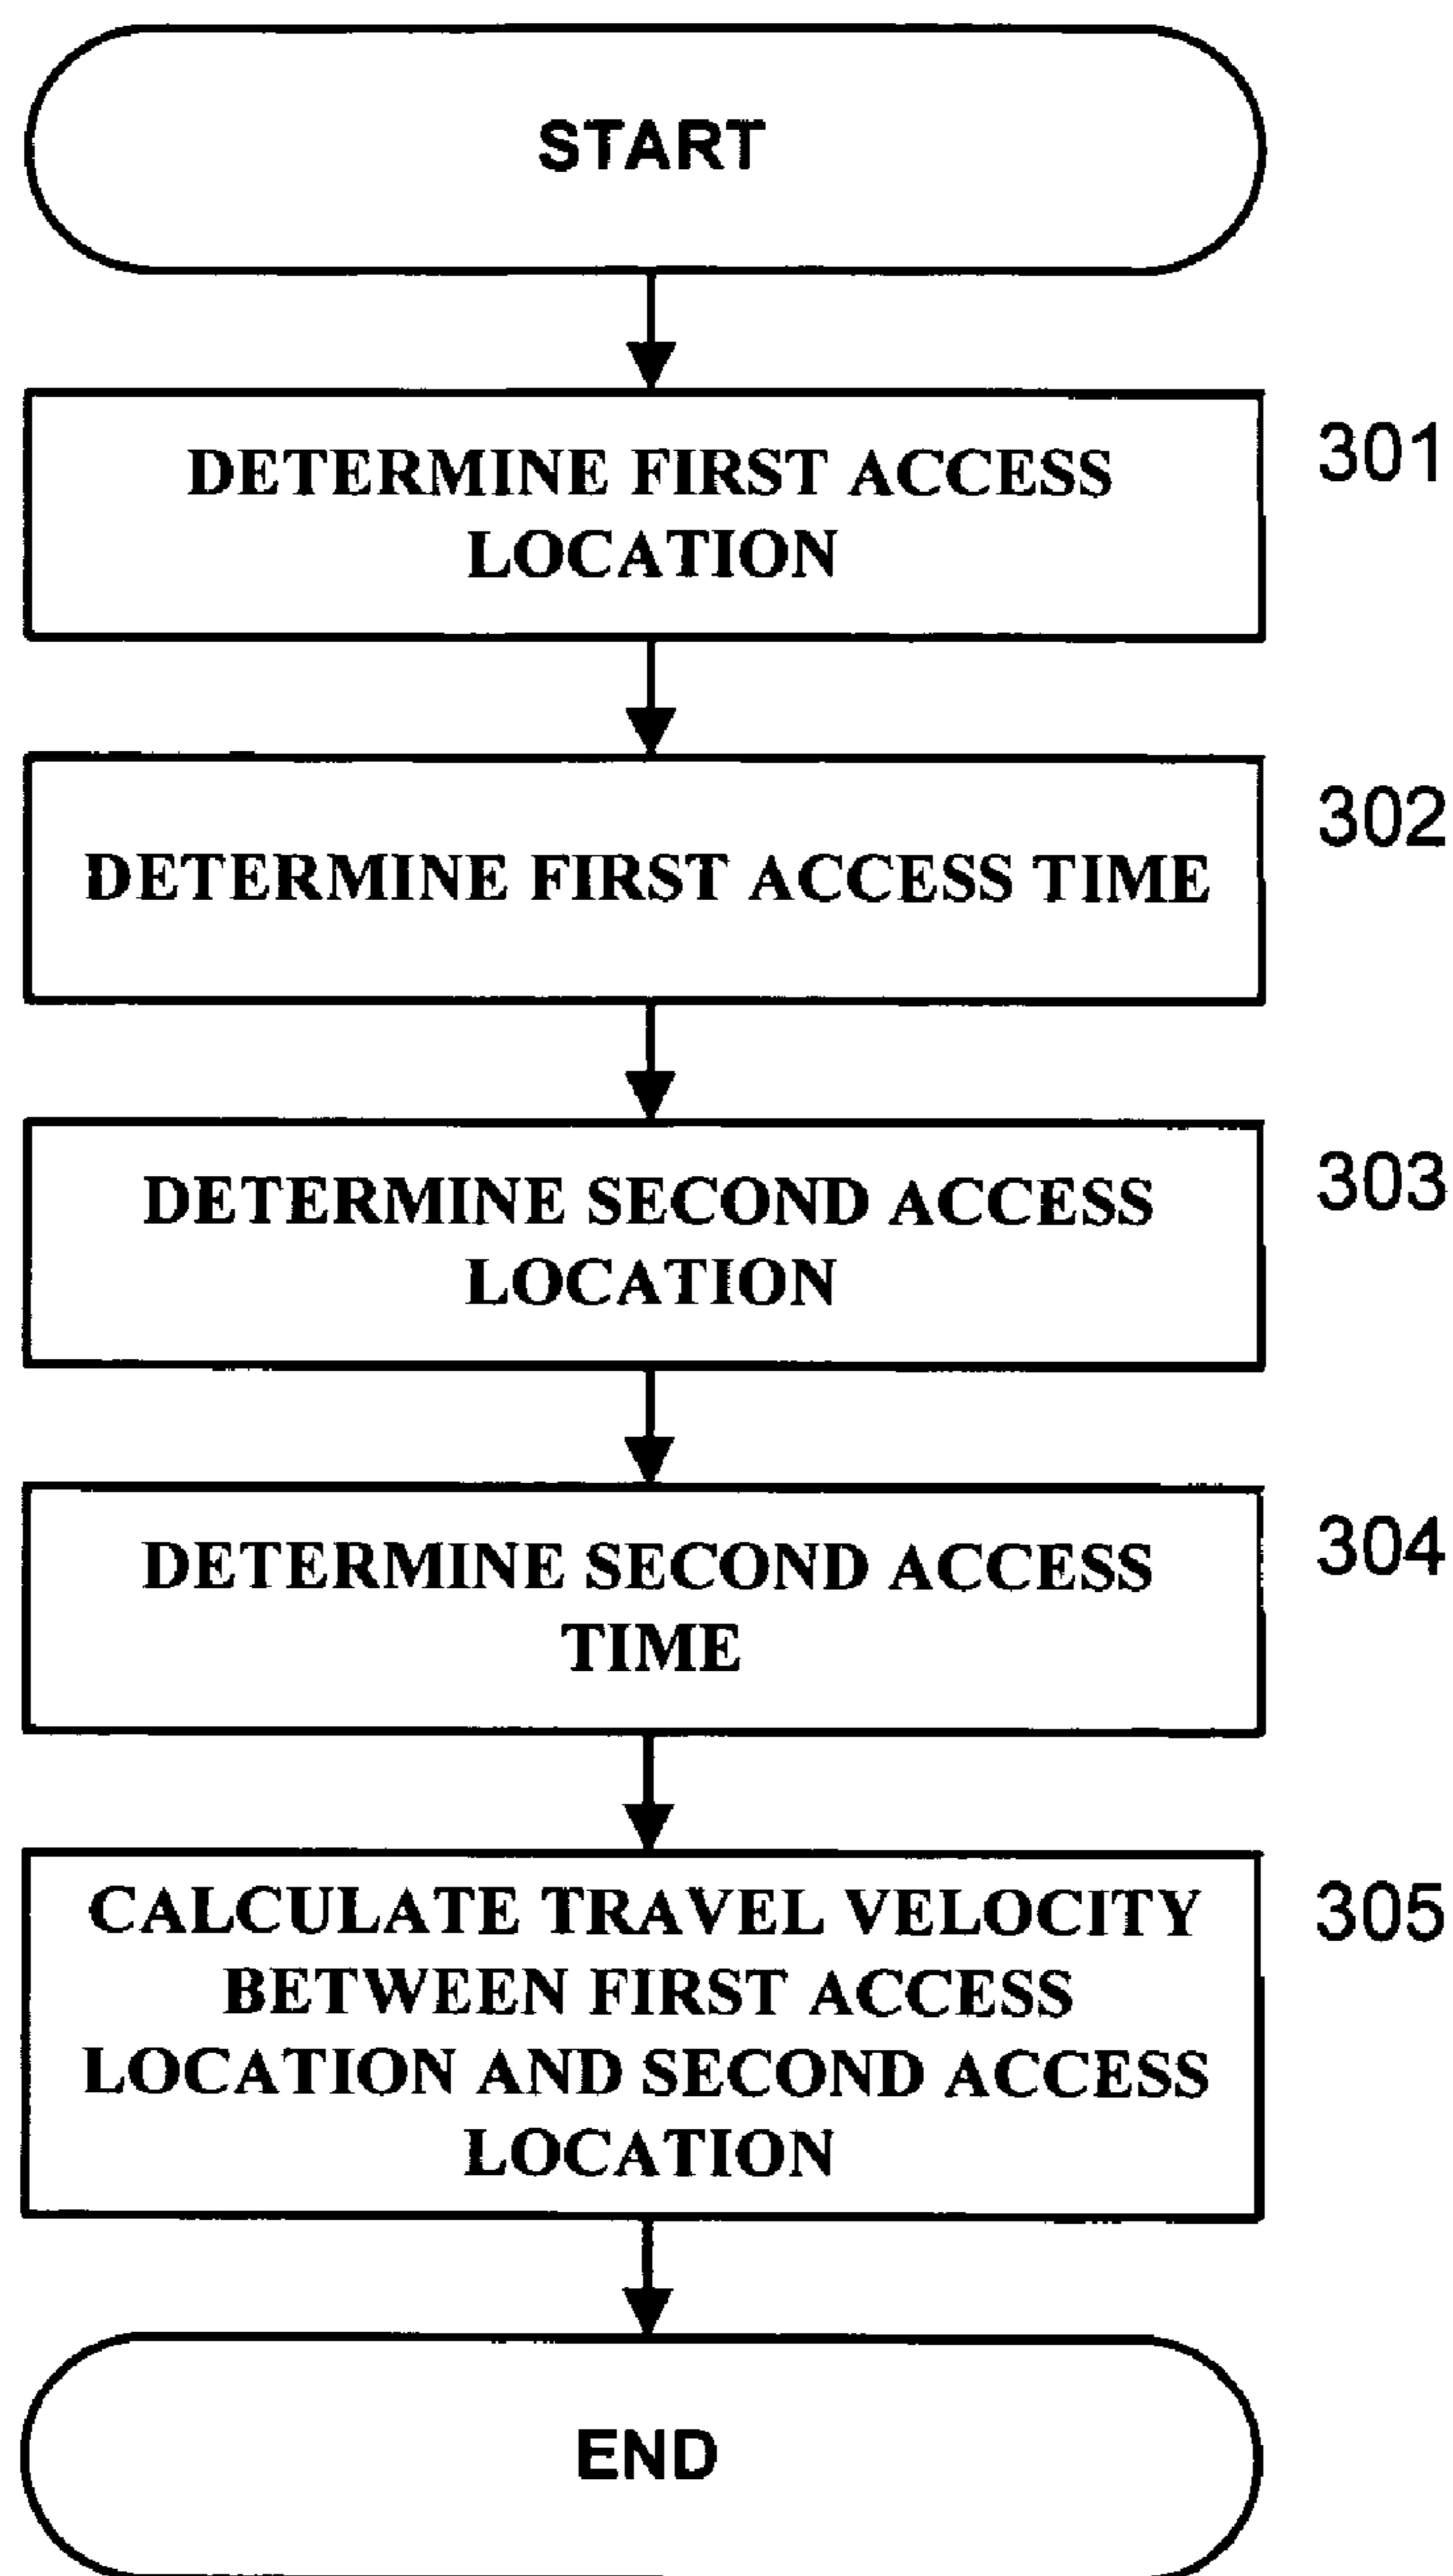 START
DETERMINE FIRST ACCESS
LOCATION
301
DETERMINE FIRST ACCESS TIME
302
DETERMINE SECOND ACCESS
LOCATION
303
DETERMINE SECOND ACCESS
TIME
304
CALCULATE TRAVEL VELOCITY
BETWEEN FIRST ACCESS
LOCATION AND SECOND ACCESS
LOCATION
305
END